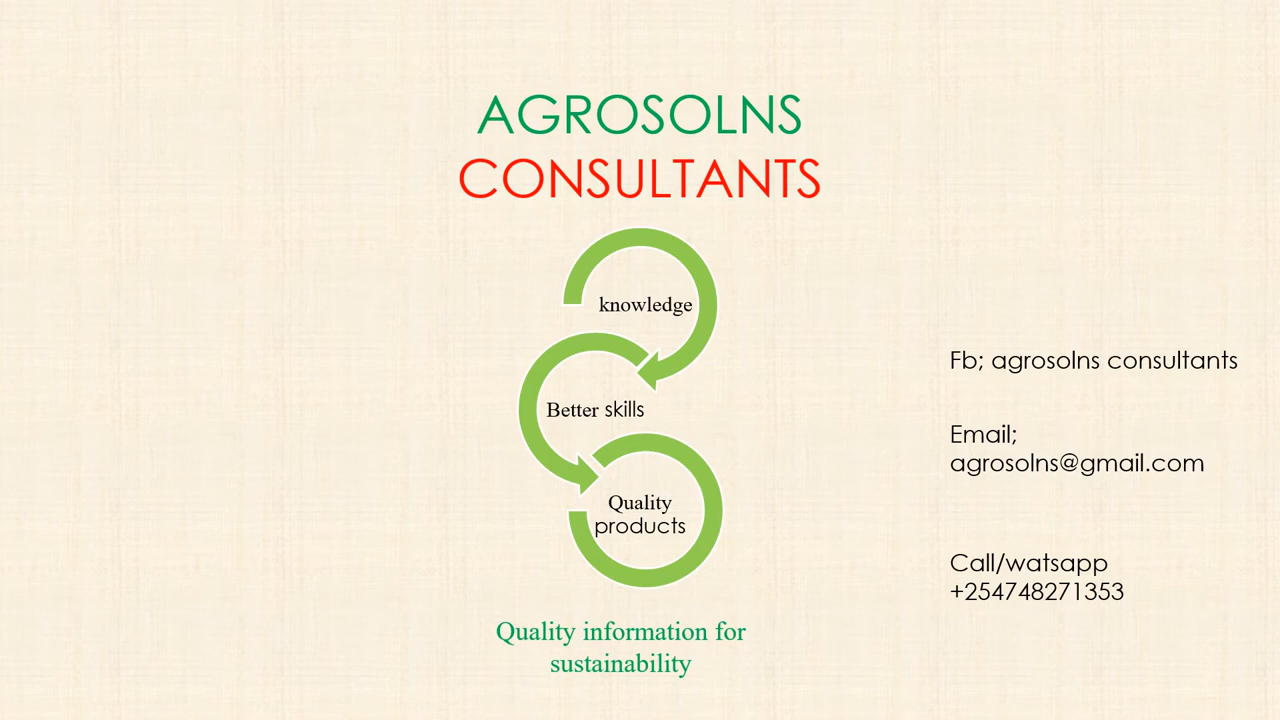 AGROSOLNS
CONSULTANTS
knowledge
Better skills
Quality
products
Quality information for
sustainability
Fb; agrosolns consultants
Email;
agrosolns@gmail.com
Call/watsapp
+254748271353